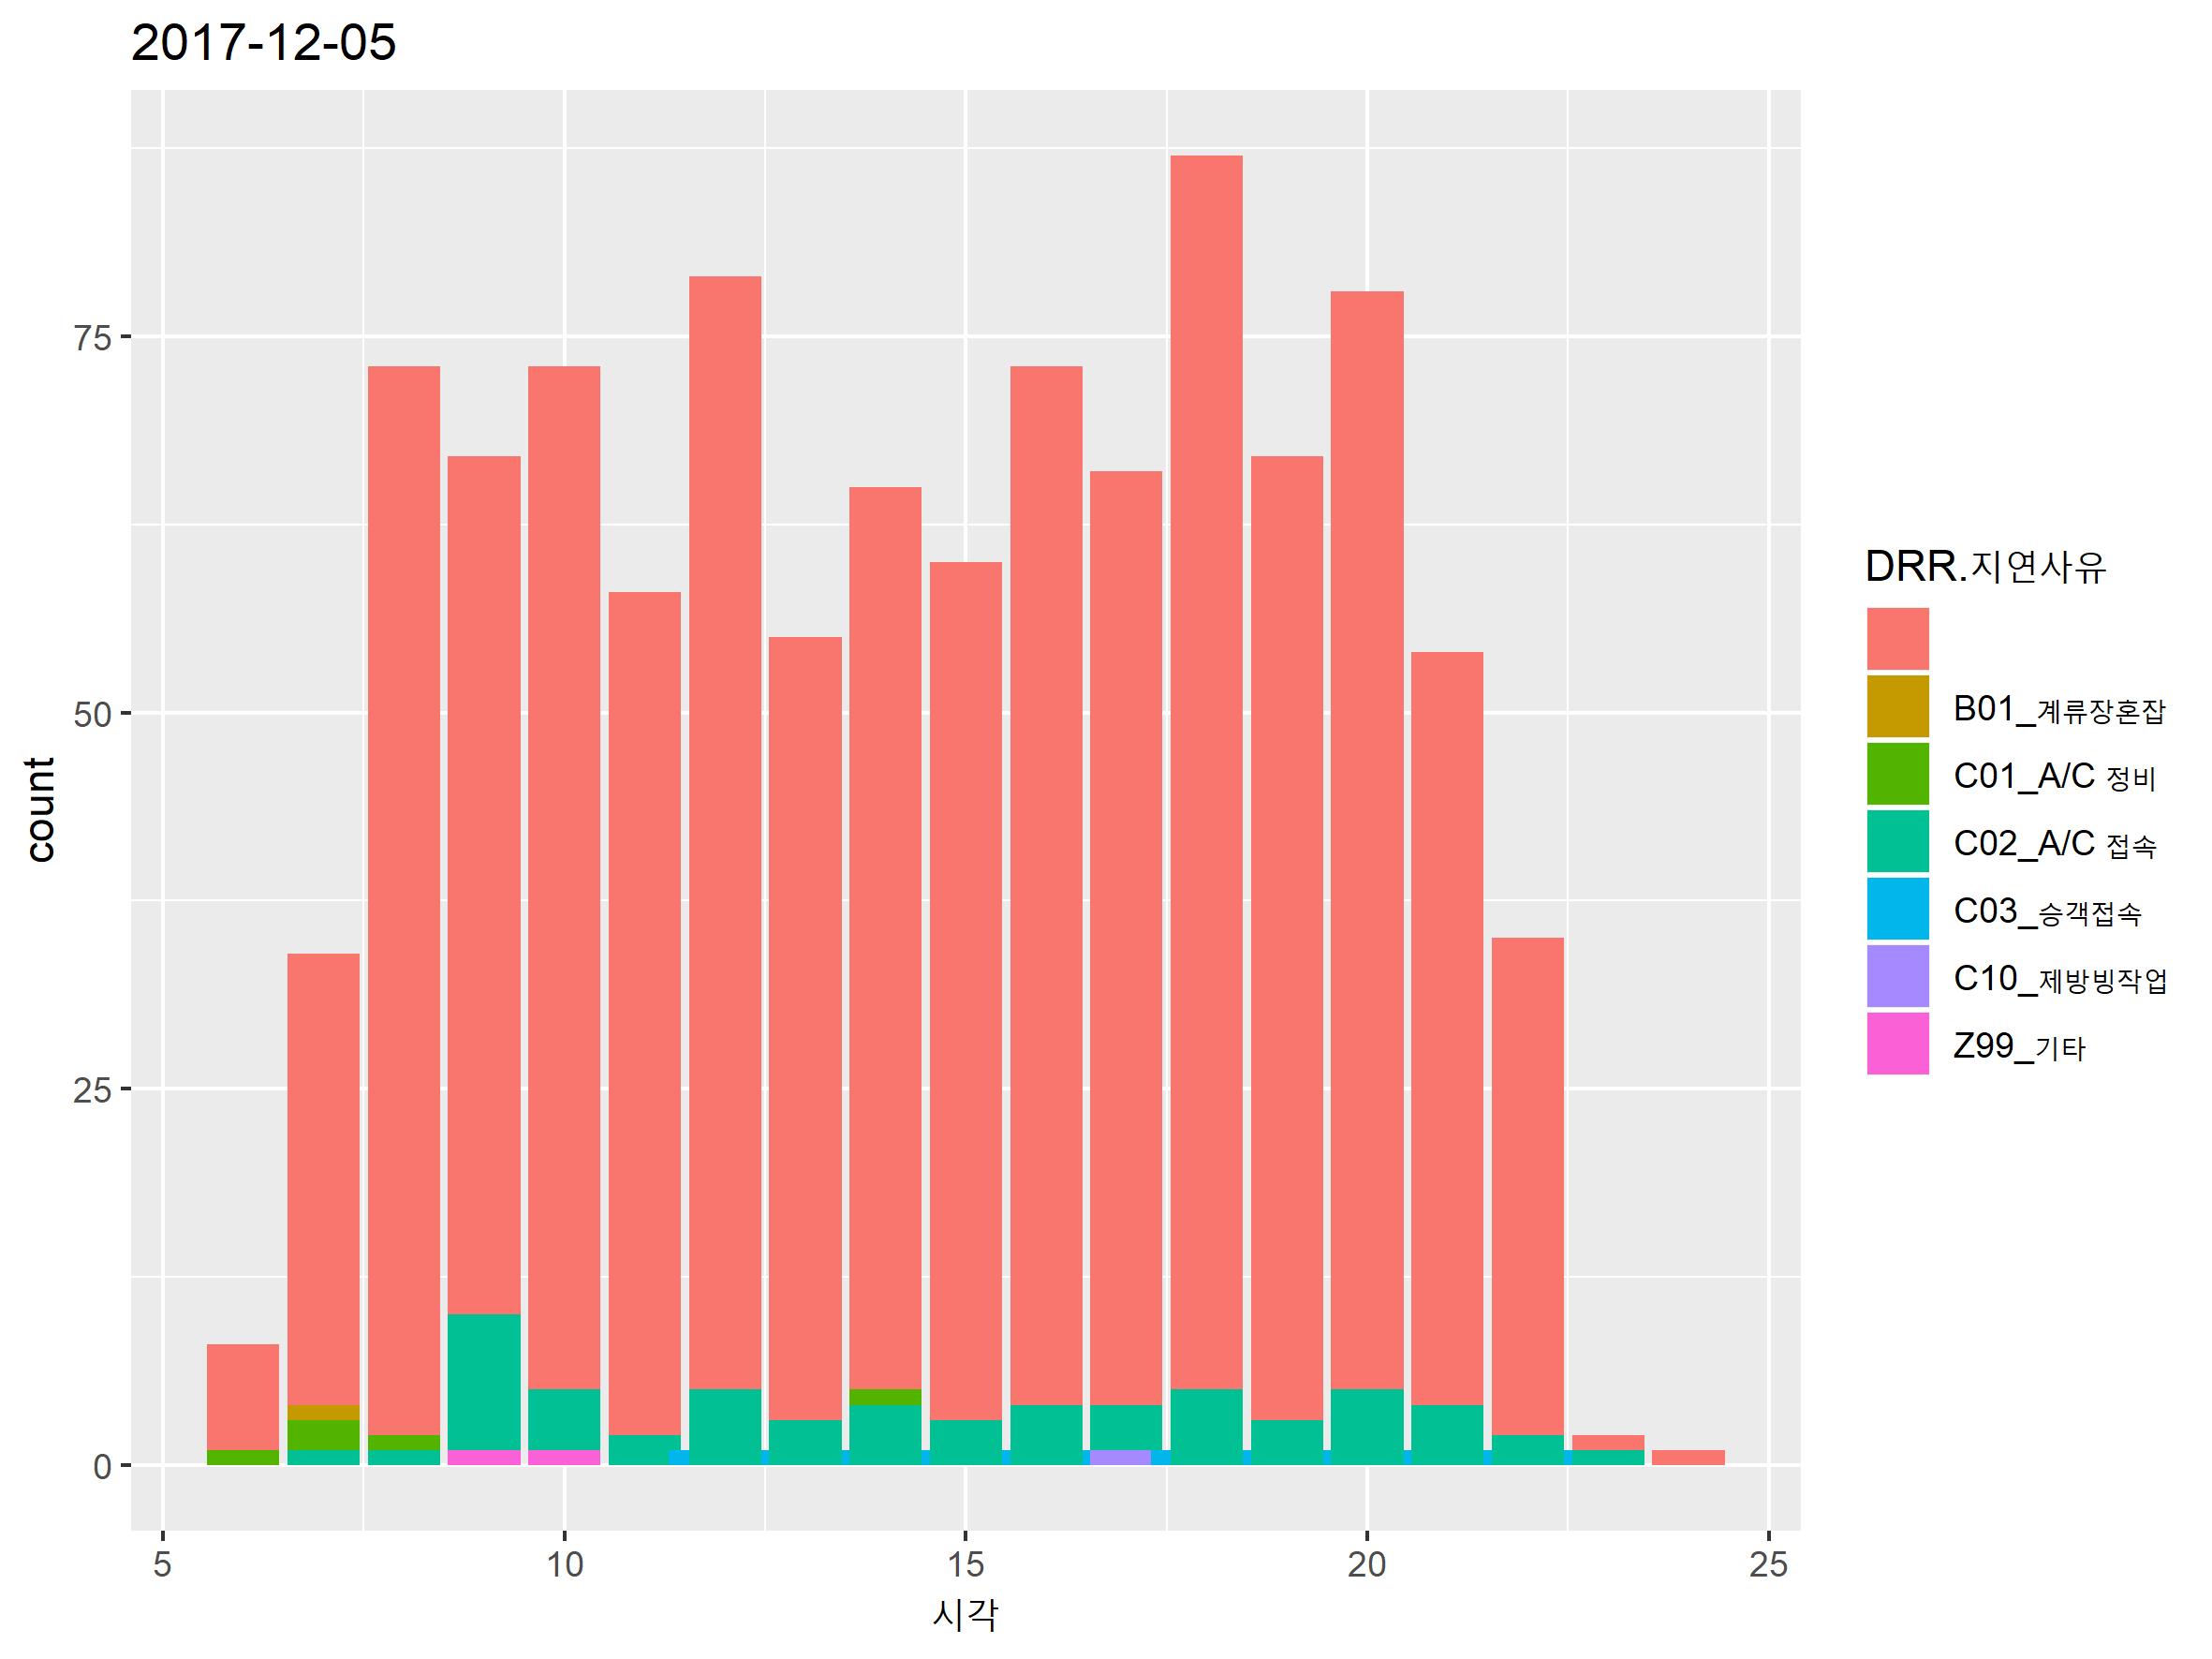 2017-12-05
count
75
50
25
0
5 10 15 20 25
시각
DRR.지연사유
B01_계류장혼잡
C01_A/C 정비
C02_A/C 접속
C03_승객접속
C10_제방빙작업
Z99_기타